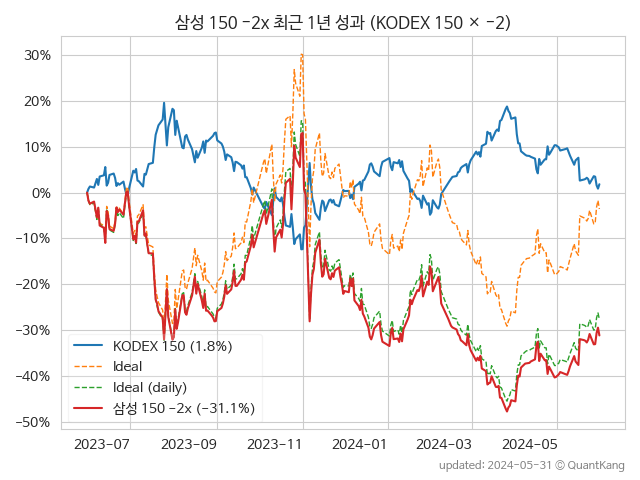 삼성 150 −2x 최근 1년 성과 (KODEX 150 × −2)
30%
20%
10%
0%
−10%
−20%
−30%
−40%
−50%
KODEX 150 (1.8%)
Ideal
Ideal (daily)
삼성 150 −2x (−31.1%)
2023-07
2023-09
2023-11
2024-01
2024-03
2024-05
updated: 2024-05-31 © QuantKang